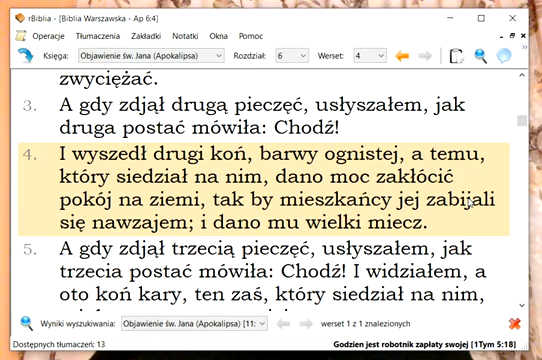 rBiblia - [Biblia Warszawska - Ap 6:4]
Operacje Tłumaczenia Zakładki Notatki Okna Pomoc
Księga: Objawienie św. Jana (Apokalipsa) Rozdział: 6 Werset: 4
zwyciężać.
3. A gdy zdjął drugą pieczęć, usłyszałem, jak
druga postać mówiła: Chodź!
4. I wyszedł drugi koń, barwy ognistej, a temu,
który siedział na nim, dano moc zakłócić
pokój na ziemi, tak by mieszkańcy jej zabijali
się nawzajem; i dano mu wielki miecz.
5. A gdy zdjął trzecią pieczęć, usłyszałem, jak
trzecia postać mówiła: Chodź! I widziałem, a
oto koń kary, ten zaś, który siedział na nim,
Wyniki wyszukiwania: Objawienie św. Jana (Apokalipsa) [11: werset 1 z 1 znalezionych
Dostępnych tłumaczeń: 13 Godzien jest robotnik zapłaty swojej [1Tym 5:18]